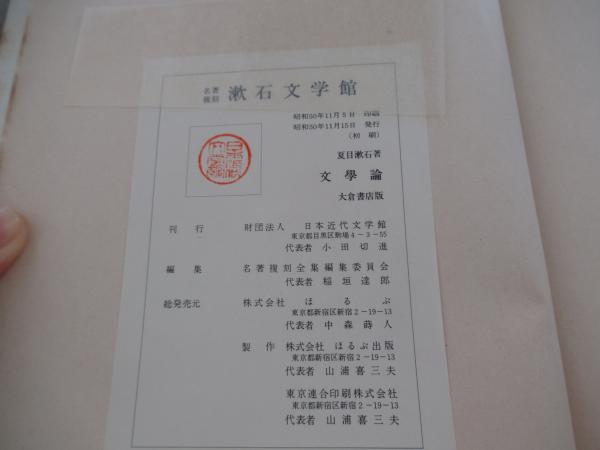 名著
複刻 漱石文学館
昭和50年11月5日 印刷
昭和50年11月15日 発行
(初 刷)
夏目漱石著
文學論
大倉書店版
刊行 財団法人 日本近代文学館
東京都目黒区駒場4-3-55
代表者 小田切進
編集 名著複刻全集編集委員会
代表者 稲垣達郎
総発売元 株式会社 ほるぷ
東京都新宿区新宿2-19-13
代表者 中森蒔人
製作 株式会社 ほるぷ出版
東京都新宿区新宿2-19-13
代表者 山浦喜三夫
東京連合印刷株式会社
東京都新宿区新宿2-19-13
代表者 山浦喜三夫